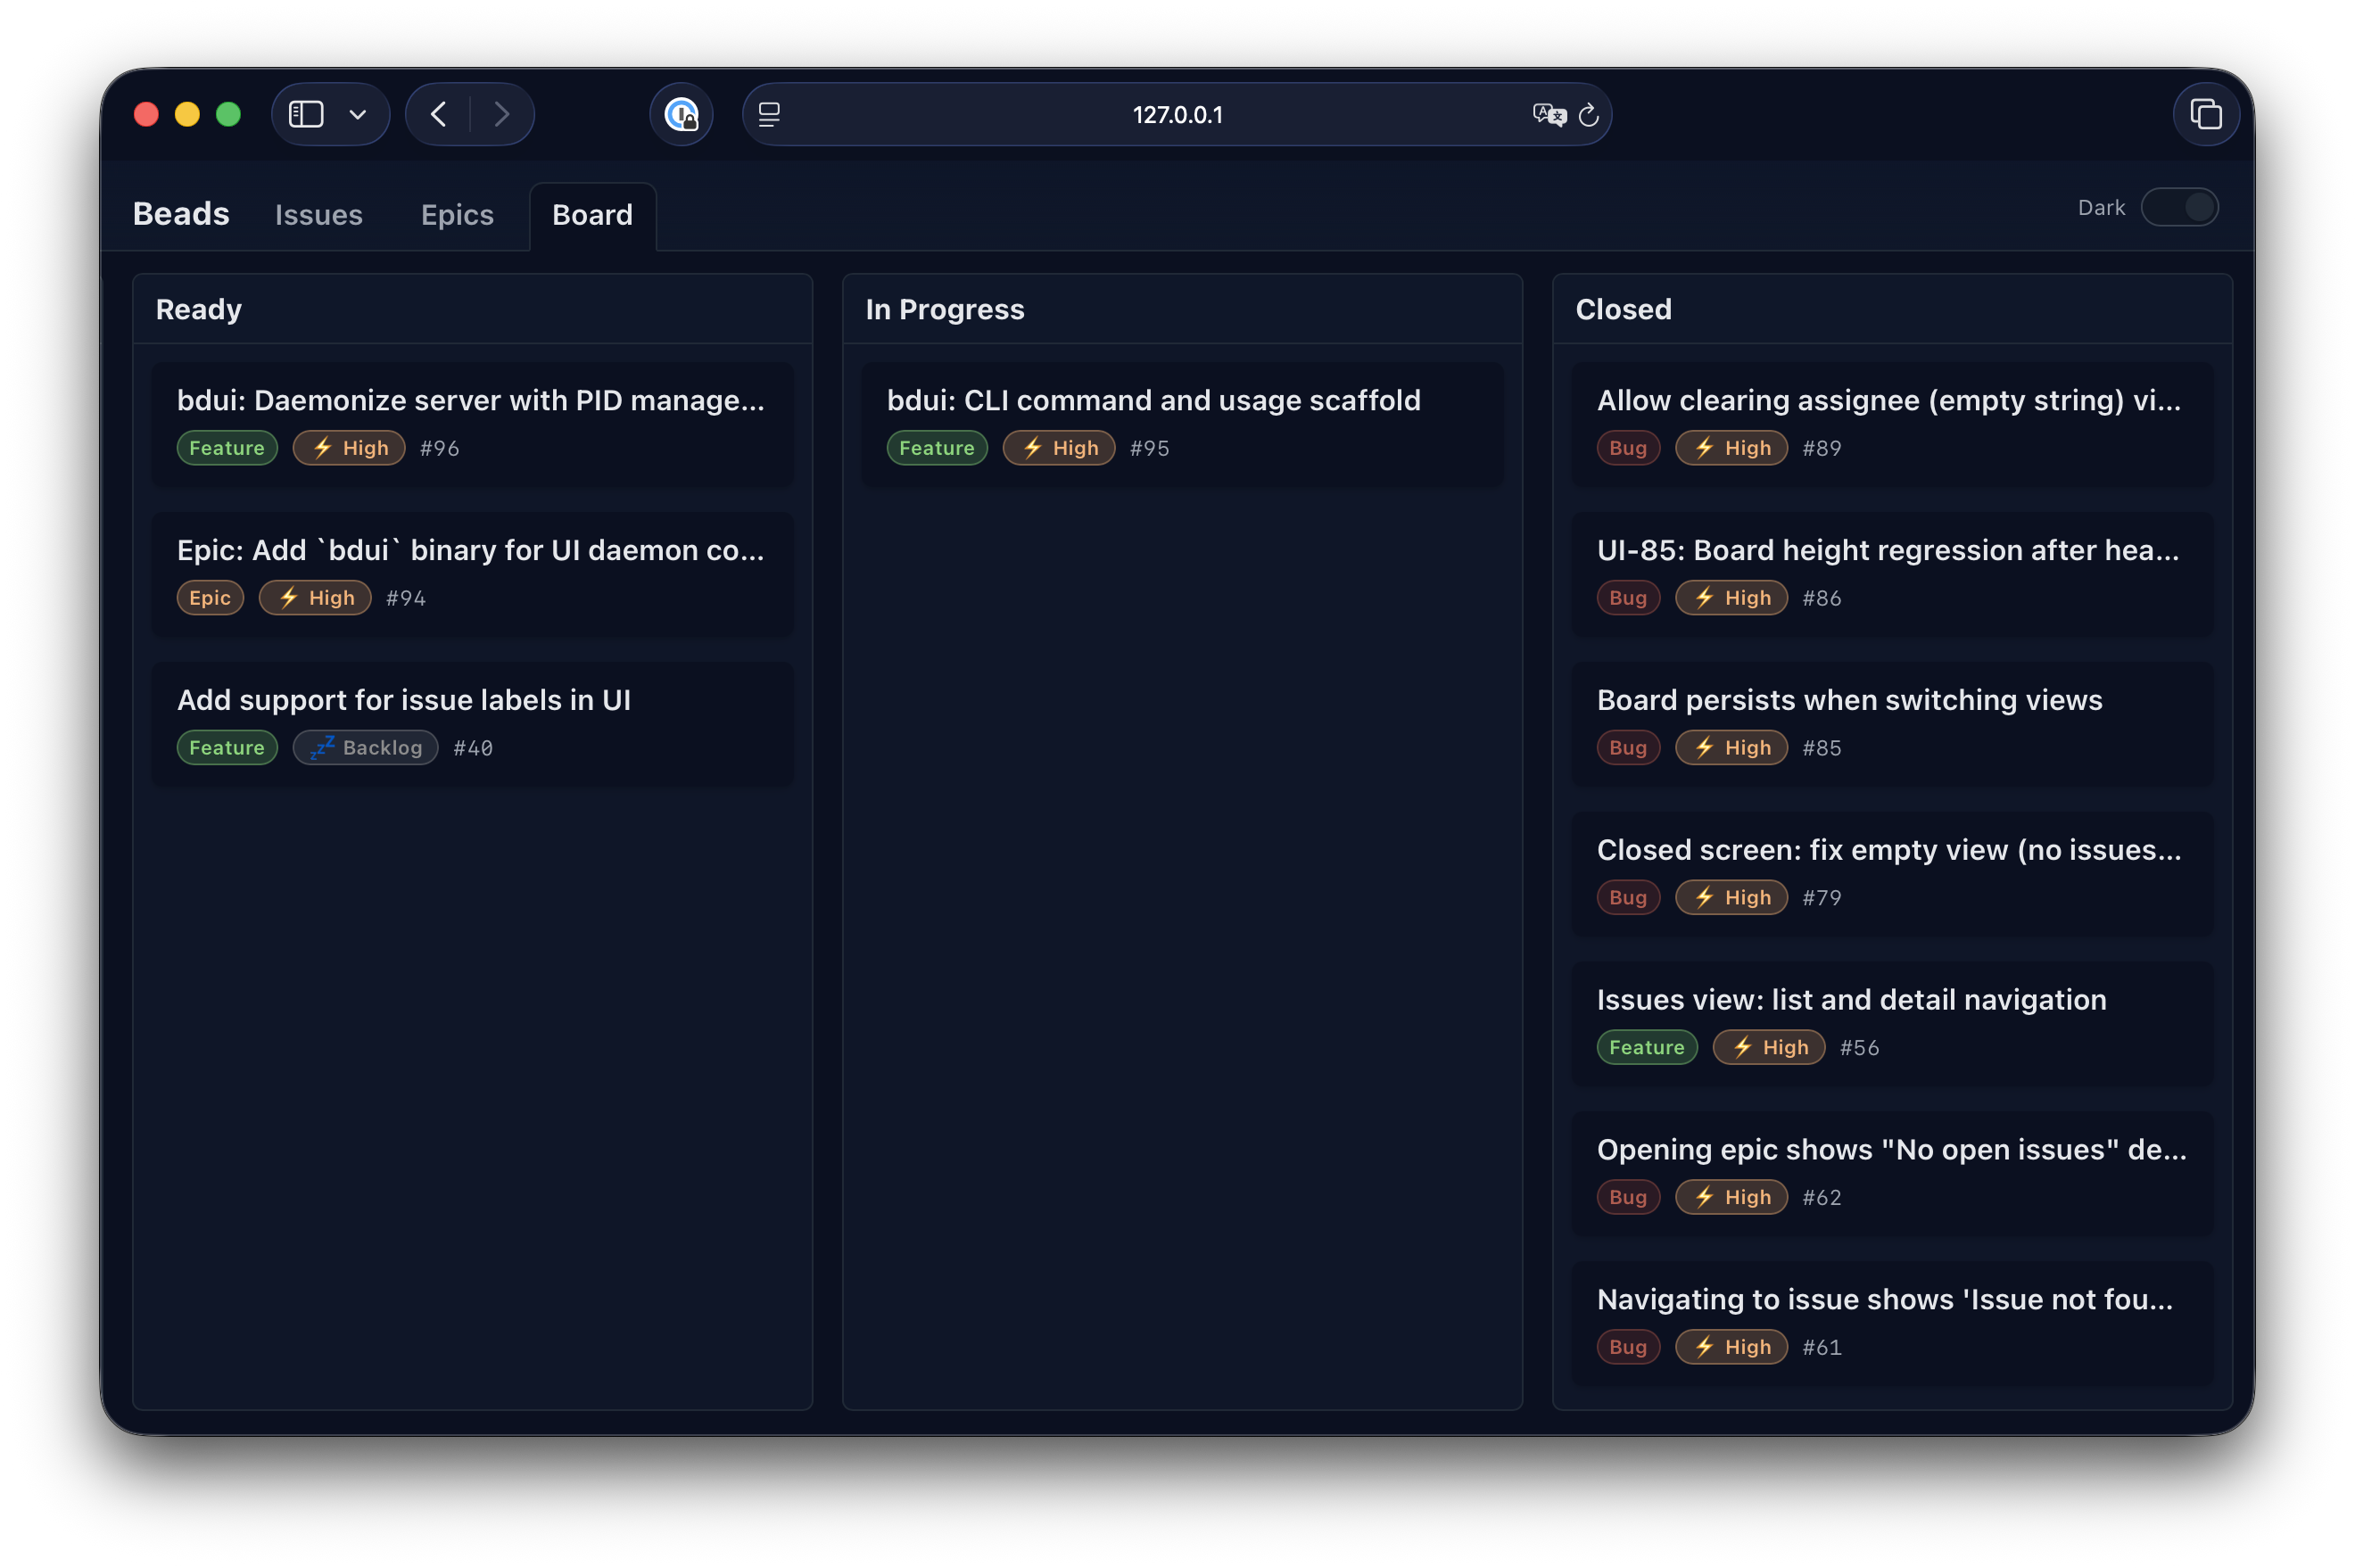 127.0.0.1
Beads
Issues
Epics
Board
Dark
Ready
bdui: Daemonize server with PID manage...
Feature ⚡ High #96
Epic: Add `bdui` binary for UI daemon co...
Epic ⚡ High #94
Add support for issue labels in UI
Feature 💤 Backlog #40
In Progress
bdui: CLI command and usage scaffold
Feature ⚡ High #95
Closed
Allow clearing assignee (empty string) vi...
Bug ⚡ High #89
UI-85: Board height regression after hea...
Bug ⚡ High #86
Board persists when switching views
Bug ⚡ High #85
Closed screen: fix empty view (no issues...
Bug ⚡ High #79
Issues view: list and detail navigation
Feature ⚡ High #56
Opening epic shows "No open issues" de...
Bug ⚡ High #62
Navigating to issue shows 'Issue not fou...
Bug ⚡ High #61